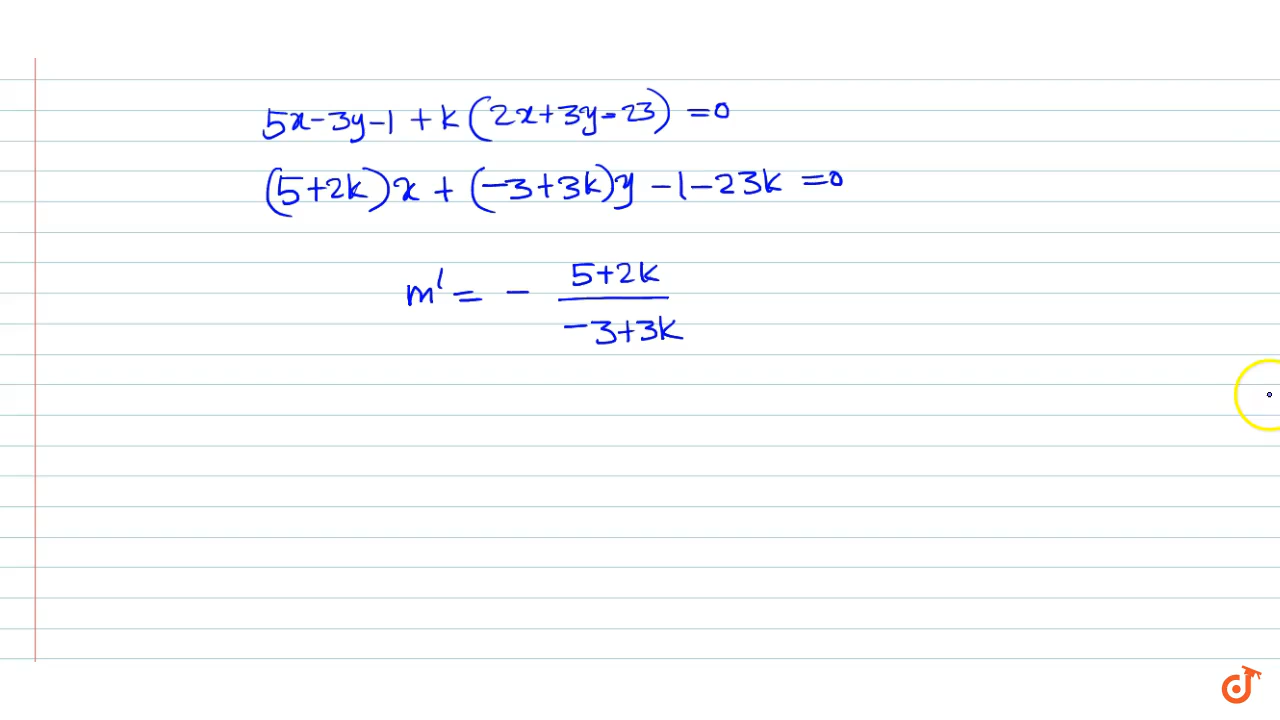 5x-3y-1 + k(2x+3y-23) =0
(5+2k)x + (-3+3k)y -1-23k =0
m' = - 5+2k
-3+3k